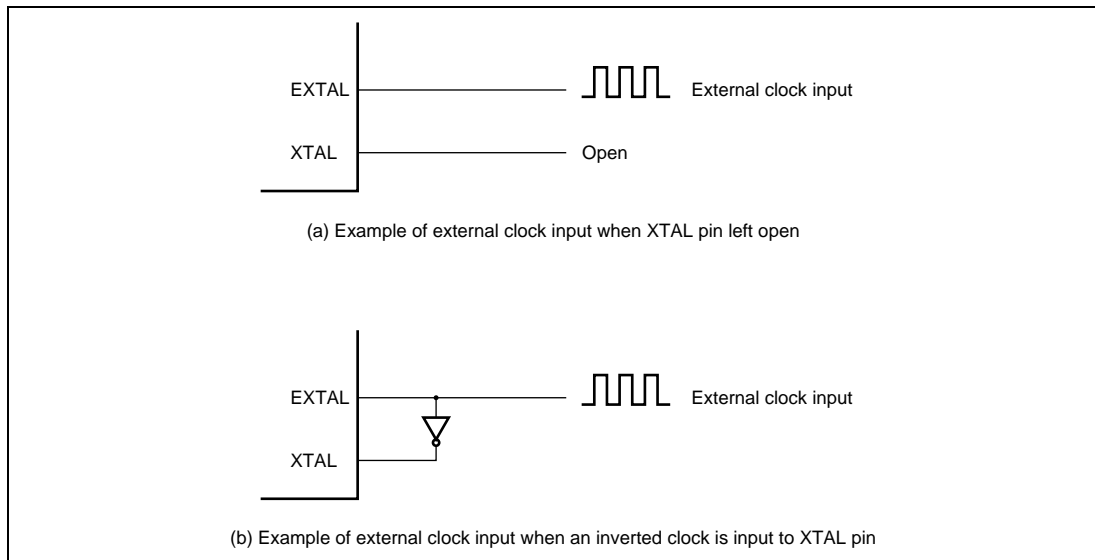 EXTAL
External clock input
XTAL
Open
(a) Example of external clock input when XTAL pin left open
EXTAL
External clock input
XTAL
(b) Example of external clock input when an inverted clock is input to XTAL pin